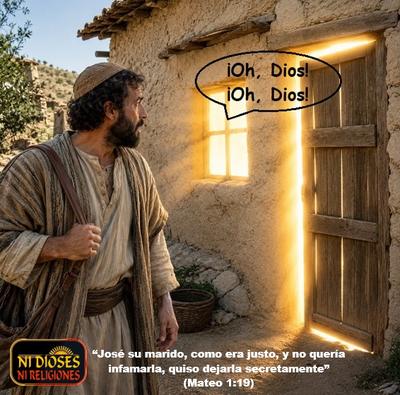 ¡Oh, Dios!
¡Oh, Dios!
NI DIOSES
NI RELIGIONES
“José su marido, como era justo, y no quería
infamarla, quiso dejarla secretamente”
(Mateo 1:19)